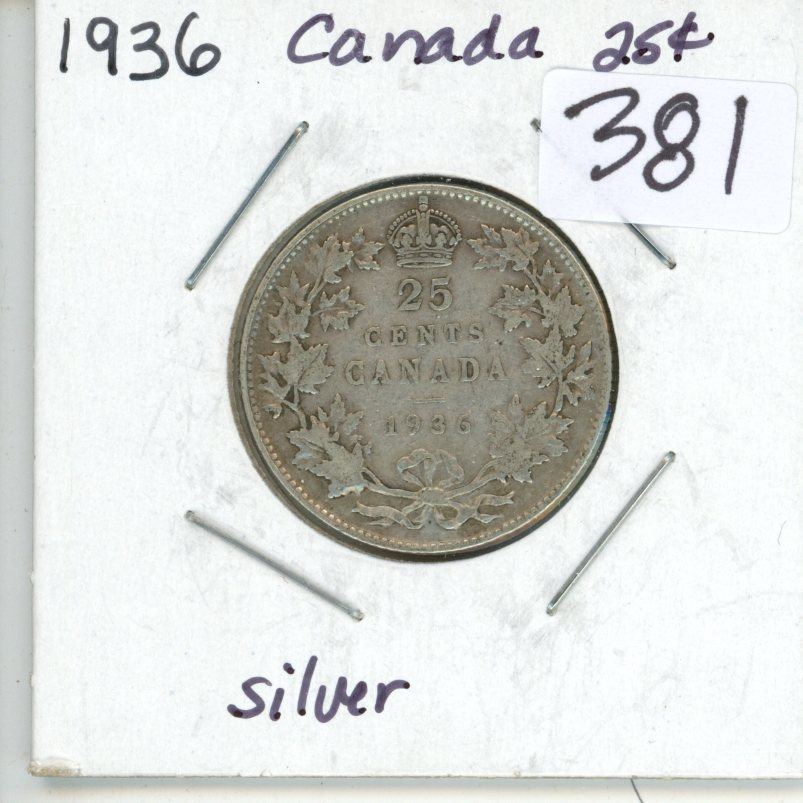 1936 Canada 25¢
381
25
CENTS
CANADA
1936
silver